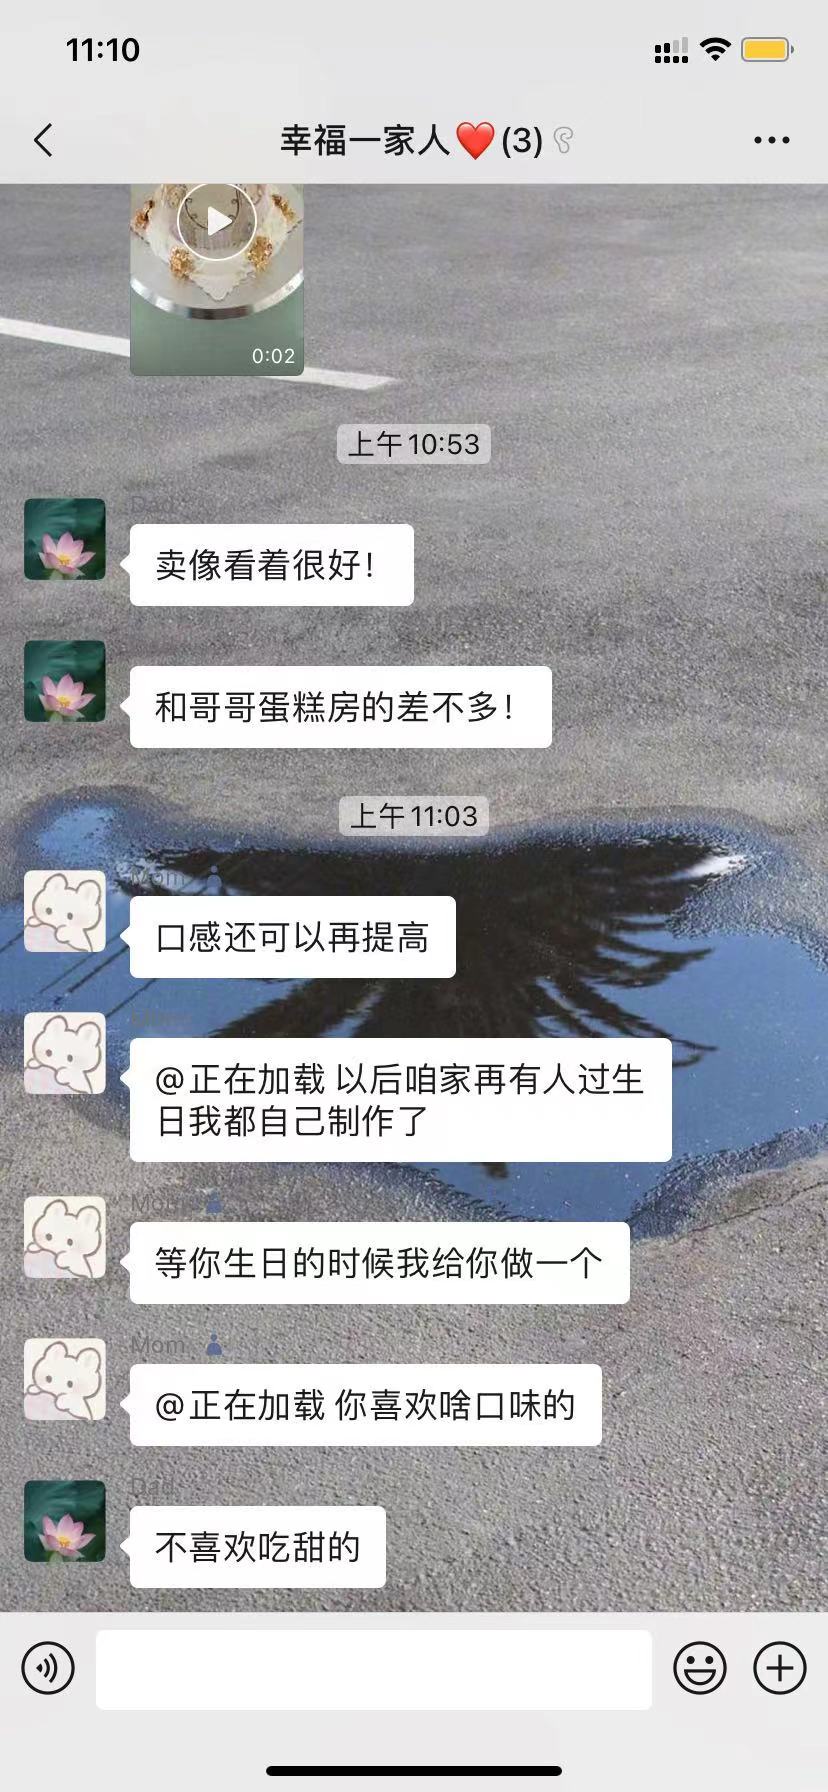 11:10
幸福一家人❤️(3)
0:02
上午10:53
Dad
卖像看着很好！
和哥哥蛋糕房的差不多！
上午11:03
Mom
口感还可以再提高
@正在加载 以后咱家再有人过生
日我都自己制作了
Mom
等你生日的时候我给你做一个
Mom
@正在加载 你喜欢啥口味的
Dad
不喜欢吃甜的